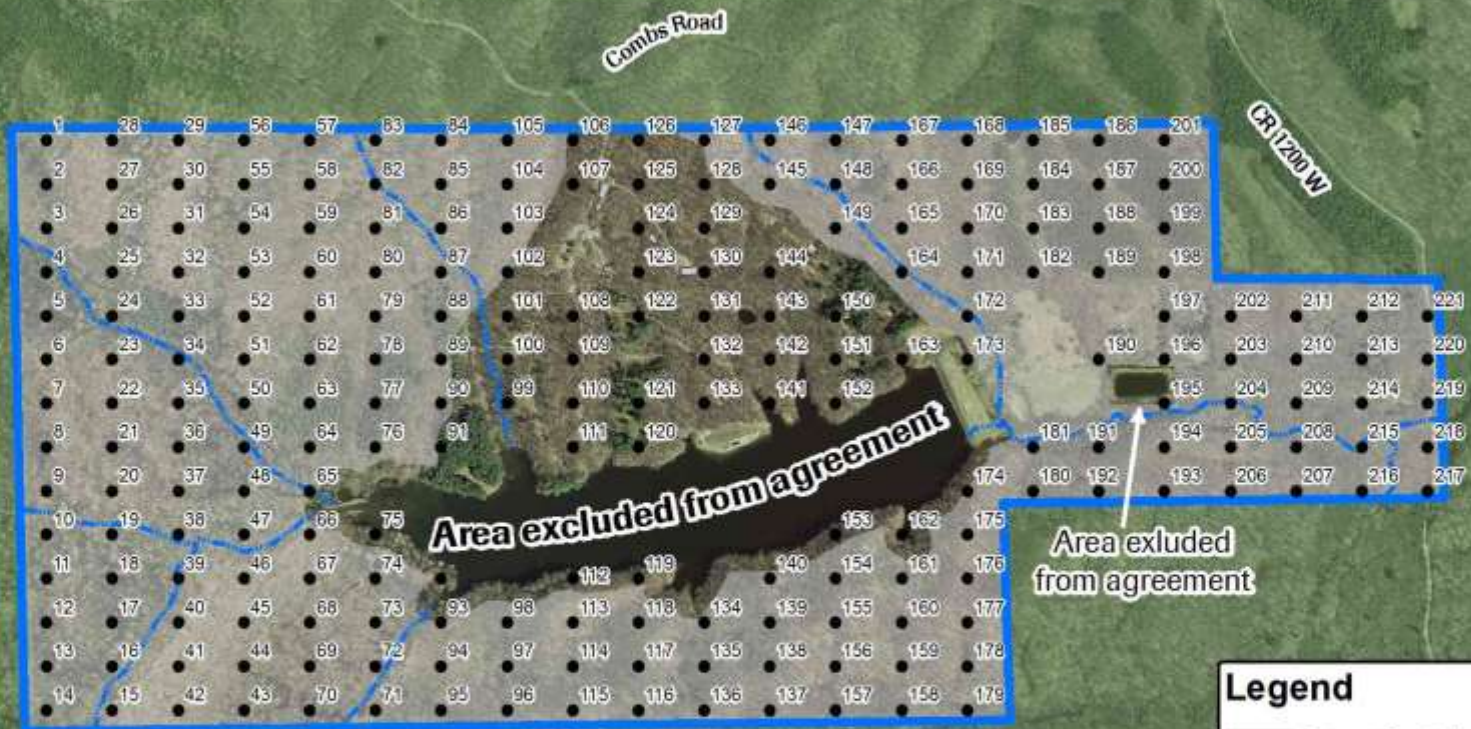 Combs Road
CR 1200 W
1 28 29 56 57 83 84 105 106 126 127 146 147 167 168 185 186 201
2 27 30 55 58 82 85 104 107 125 128 145 148 166 169 184 187 200
3 26 31 54 59 81 86 103 124 129 149 165 170 183 188 199
4 25 32 53 60 80 87 102 123 130 144 164 171 182 189 198
5 24 33 52 61 79 88 101 108 122 131 143 150 172 197 202 211 212 221
6 23 34 51 62 78 89 100 109 132 142 151 163 173 190 196 203 210 213 220
7 22 35 50 63 77 90 99 110 121 133 141 152 195 204 209 214 219
8 21 36 49 64 76 91 111 120 181 191 194 205 208 215 218
Area excluded from agreement
9 20 37 48 65 174 180 192 193 206 207 216 217
10 19 38 47 66 75 153 162 175
Area exluded
from agreement
11 18 39 46 67 74 112 119 140 154 161 176
12 17 40 45 68 73 93 98 113 118 134 139 155 160 177
13 16 41 44 69 72 94 97 114 117 135 138 156 159 178
14 15 42 43 70 71 95 96 115 116 136 137 157 158 179
Legend